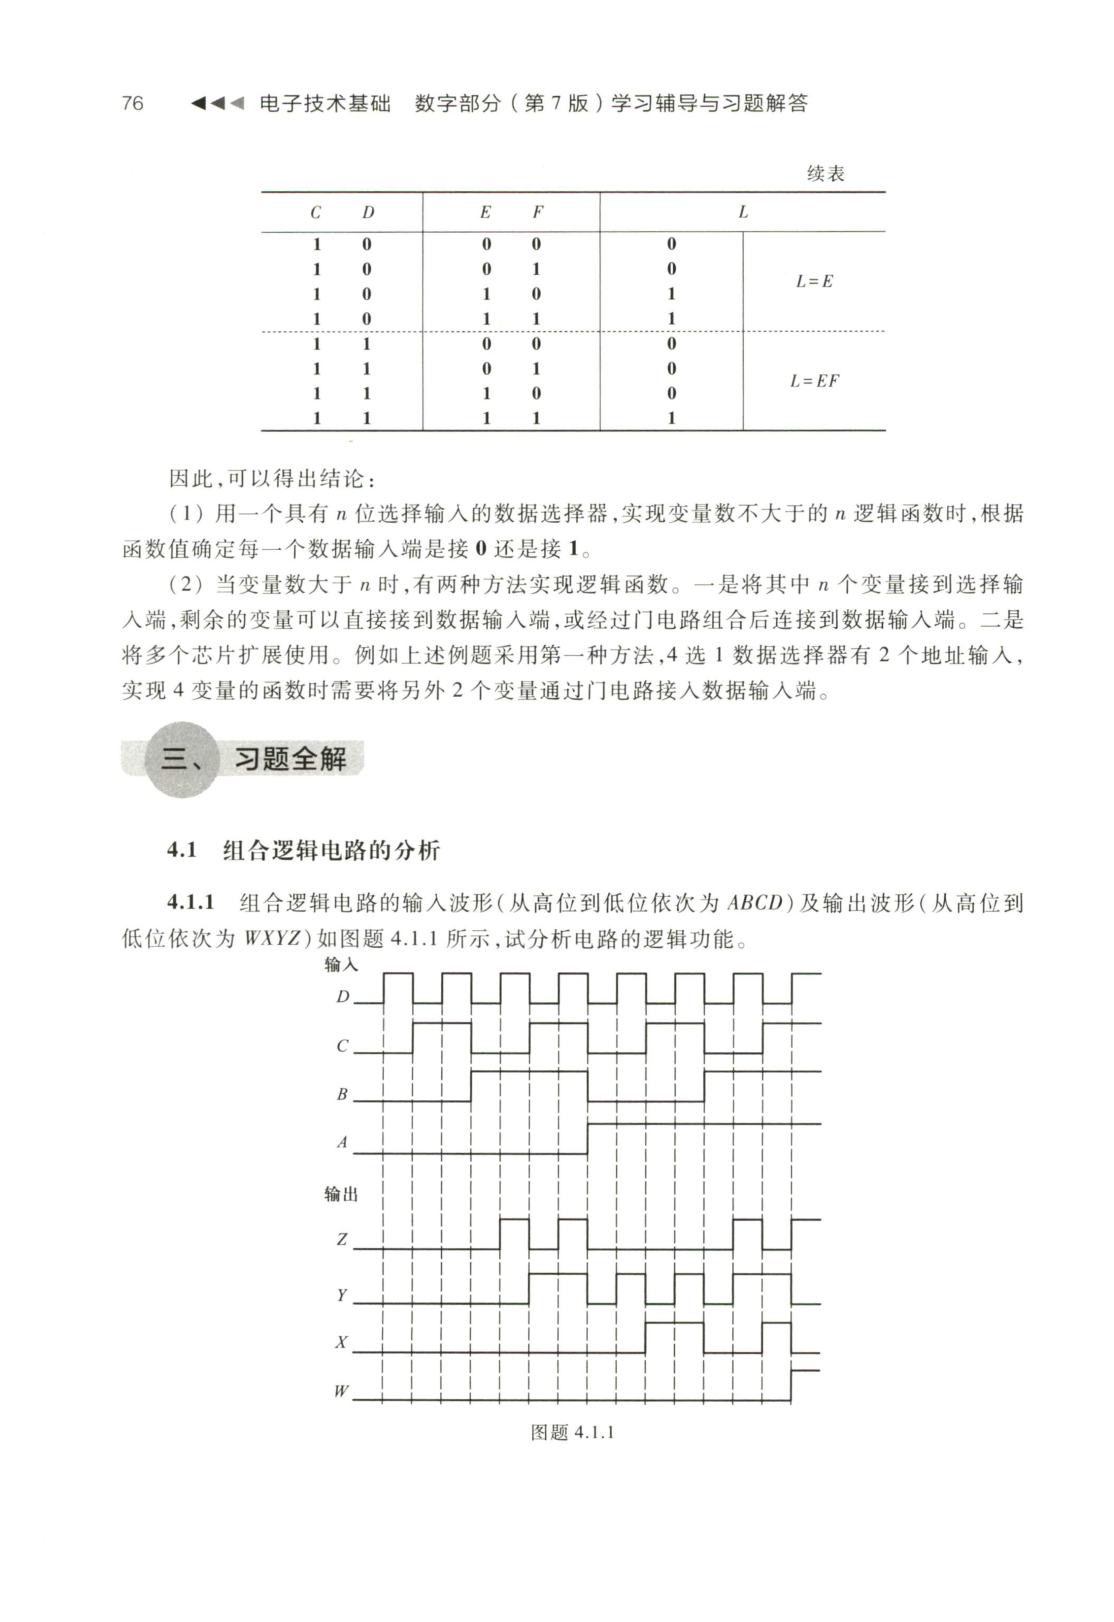 76 ◀◀◀ 电子技术基础 数字部分(第7版)学习辅导与习题解答
续表
C D E F L
1 0 0 0 0
1 0 0 1 0
1 0 1 0 1
1 0 1 1 1
L=E
1 1 0 0 0
1 1 0 1 0
1 1 1 0 0
1 1 1 1 1
L=EF
因此,可以得出结论:
(1) 用一个具有 n 位选择输入的数据选择器,实现变量数不大于的 n 逻辑函数时,根据
函数值确定每一个数据输入端是接 0 还是接 1。
(2) 当变量数大于 n 时,有两种方法实现逻辑函数。一是将其中 n 个变量接到选择输
入端,剩余的变量可以直接接到数据输入端,或经过门电路组合后连接到数据输入端。二是
将多个芯片扩展使用。例如上述例题采用第一种方法,4 选 1 数据选择器有 2 个地址输入,
实现 4 变量的函数时需要将另外 2 个变量通过门电路接入数据输入端。
三、 习题全解
4.1 组合逻辑电路的分析
4.1.1 组合逻辑电路的输入波形(从高位到低位依次为 ABCD)及输出波形(从高位到
低位依次为 WXYZ)如图题 4.1.1 所示,试分析电路的逻辑功能。
输入
D
C
B
A
输出
Z
Y
X
W
图题 4.1.1